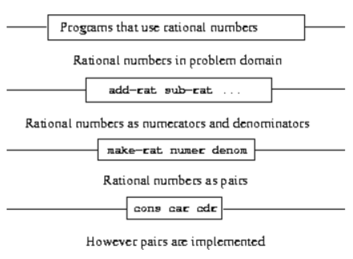 Programs that use rational numbers
Rational numbers in problem domain
add-rat sub-rat ...
Rational numbers as numerators and denominators
make-rat numer denom
Rational numbers as pairs
cons car cdr
However pairs are implemented